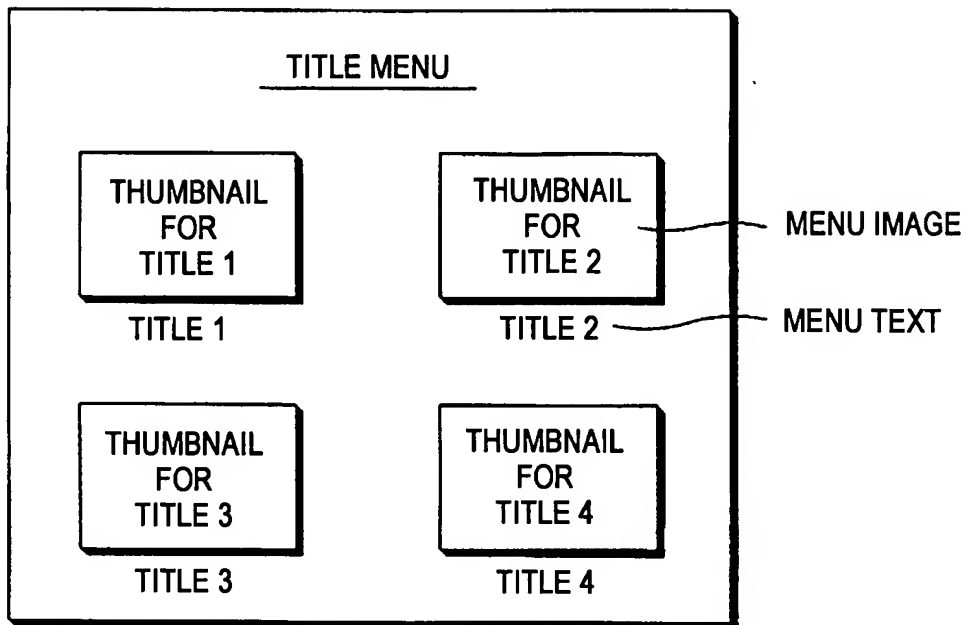 TITLE MENU
THUMBNAIL
FOR
TITLE 1
TITLE 1
THUMBNAIL
FOR
TITLE 2
TITLE 2
MENU IMAGE
MENU TEXT
THUMBNAIL
FOR
TITLE 3
TITLE 3
THUMBNAIL
FOR
TITLE 4
TITLE 4